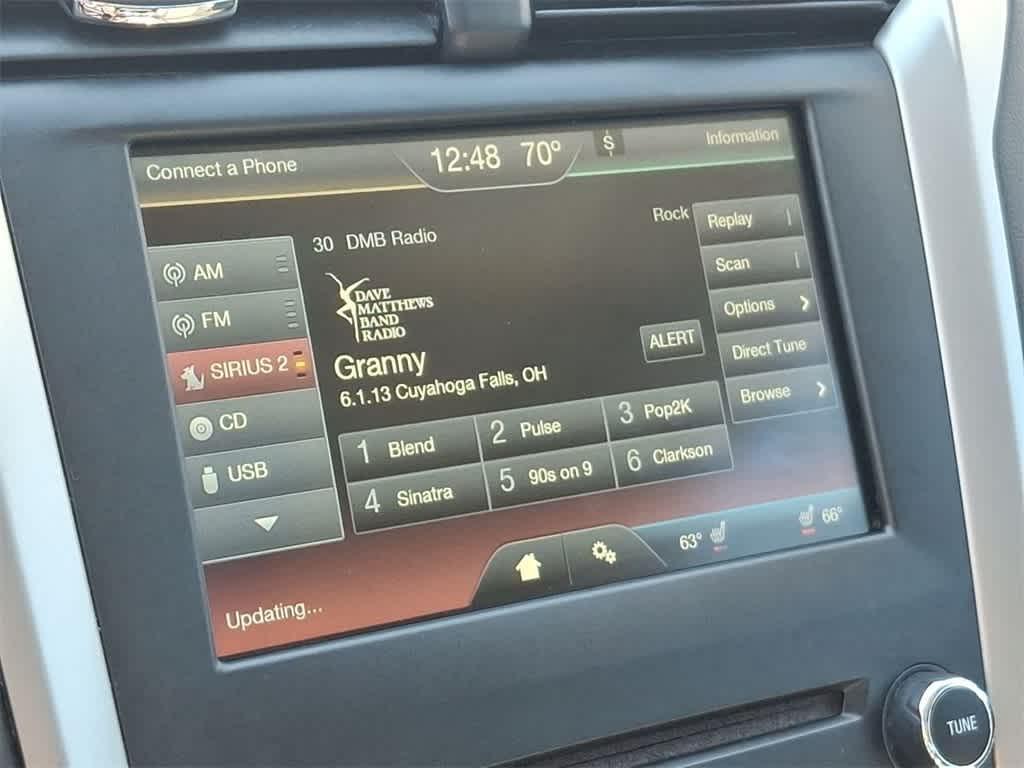 Connect a Phone
12:48 70°
S
Information
AM
FM
SIRIUS 2
CD
USB
30 DMB Radio
Rock
DAVE
MATTHEWS
BAND
RADIO
Granny
6.1.13 Cuyahoga Falls, OH
ALERT
Replay
Scan
Options
Direct Tune
Browse
1 Blend
2 Pulse
3 Pop2K
4 Sinatra
5 90s on 9
6 Clarkson
63°
66°
Updating...
TUNE